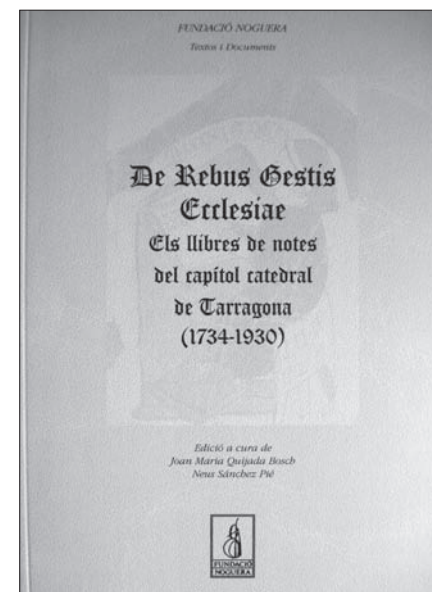 FUNDACIÓ NOGUERA
Textos i Documents
De Rebus Gestis
Ecclesiae
Els llibres de notes
del capítol catedral
de Tarragona
(1734-1930)
Edició a cura de
Joan Maria Quijada Bosch
Neus Sánchez Pié
FUNDACIÓ
NOGUERA